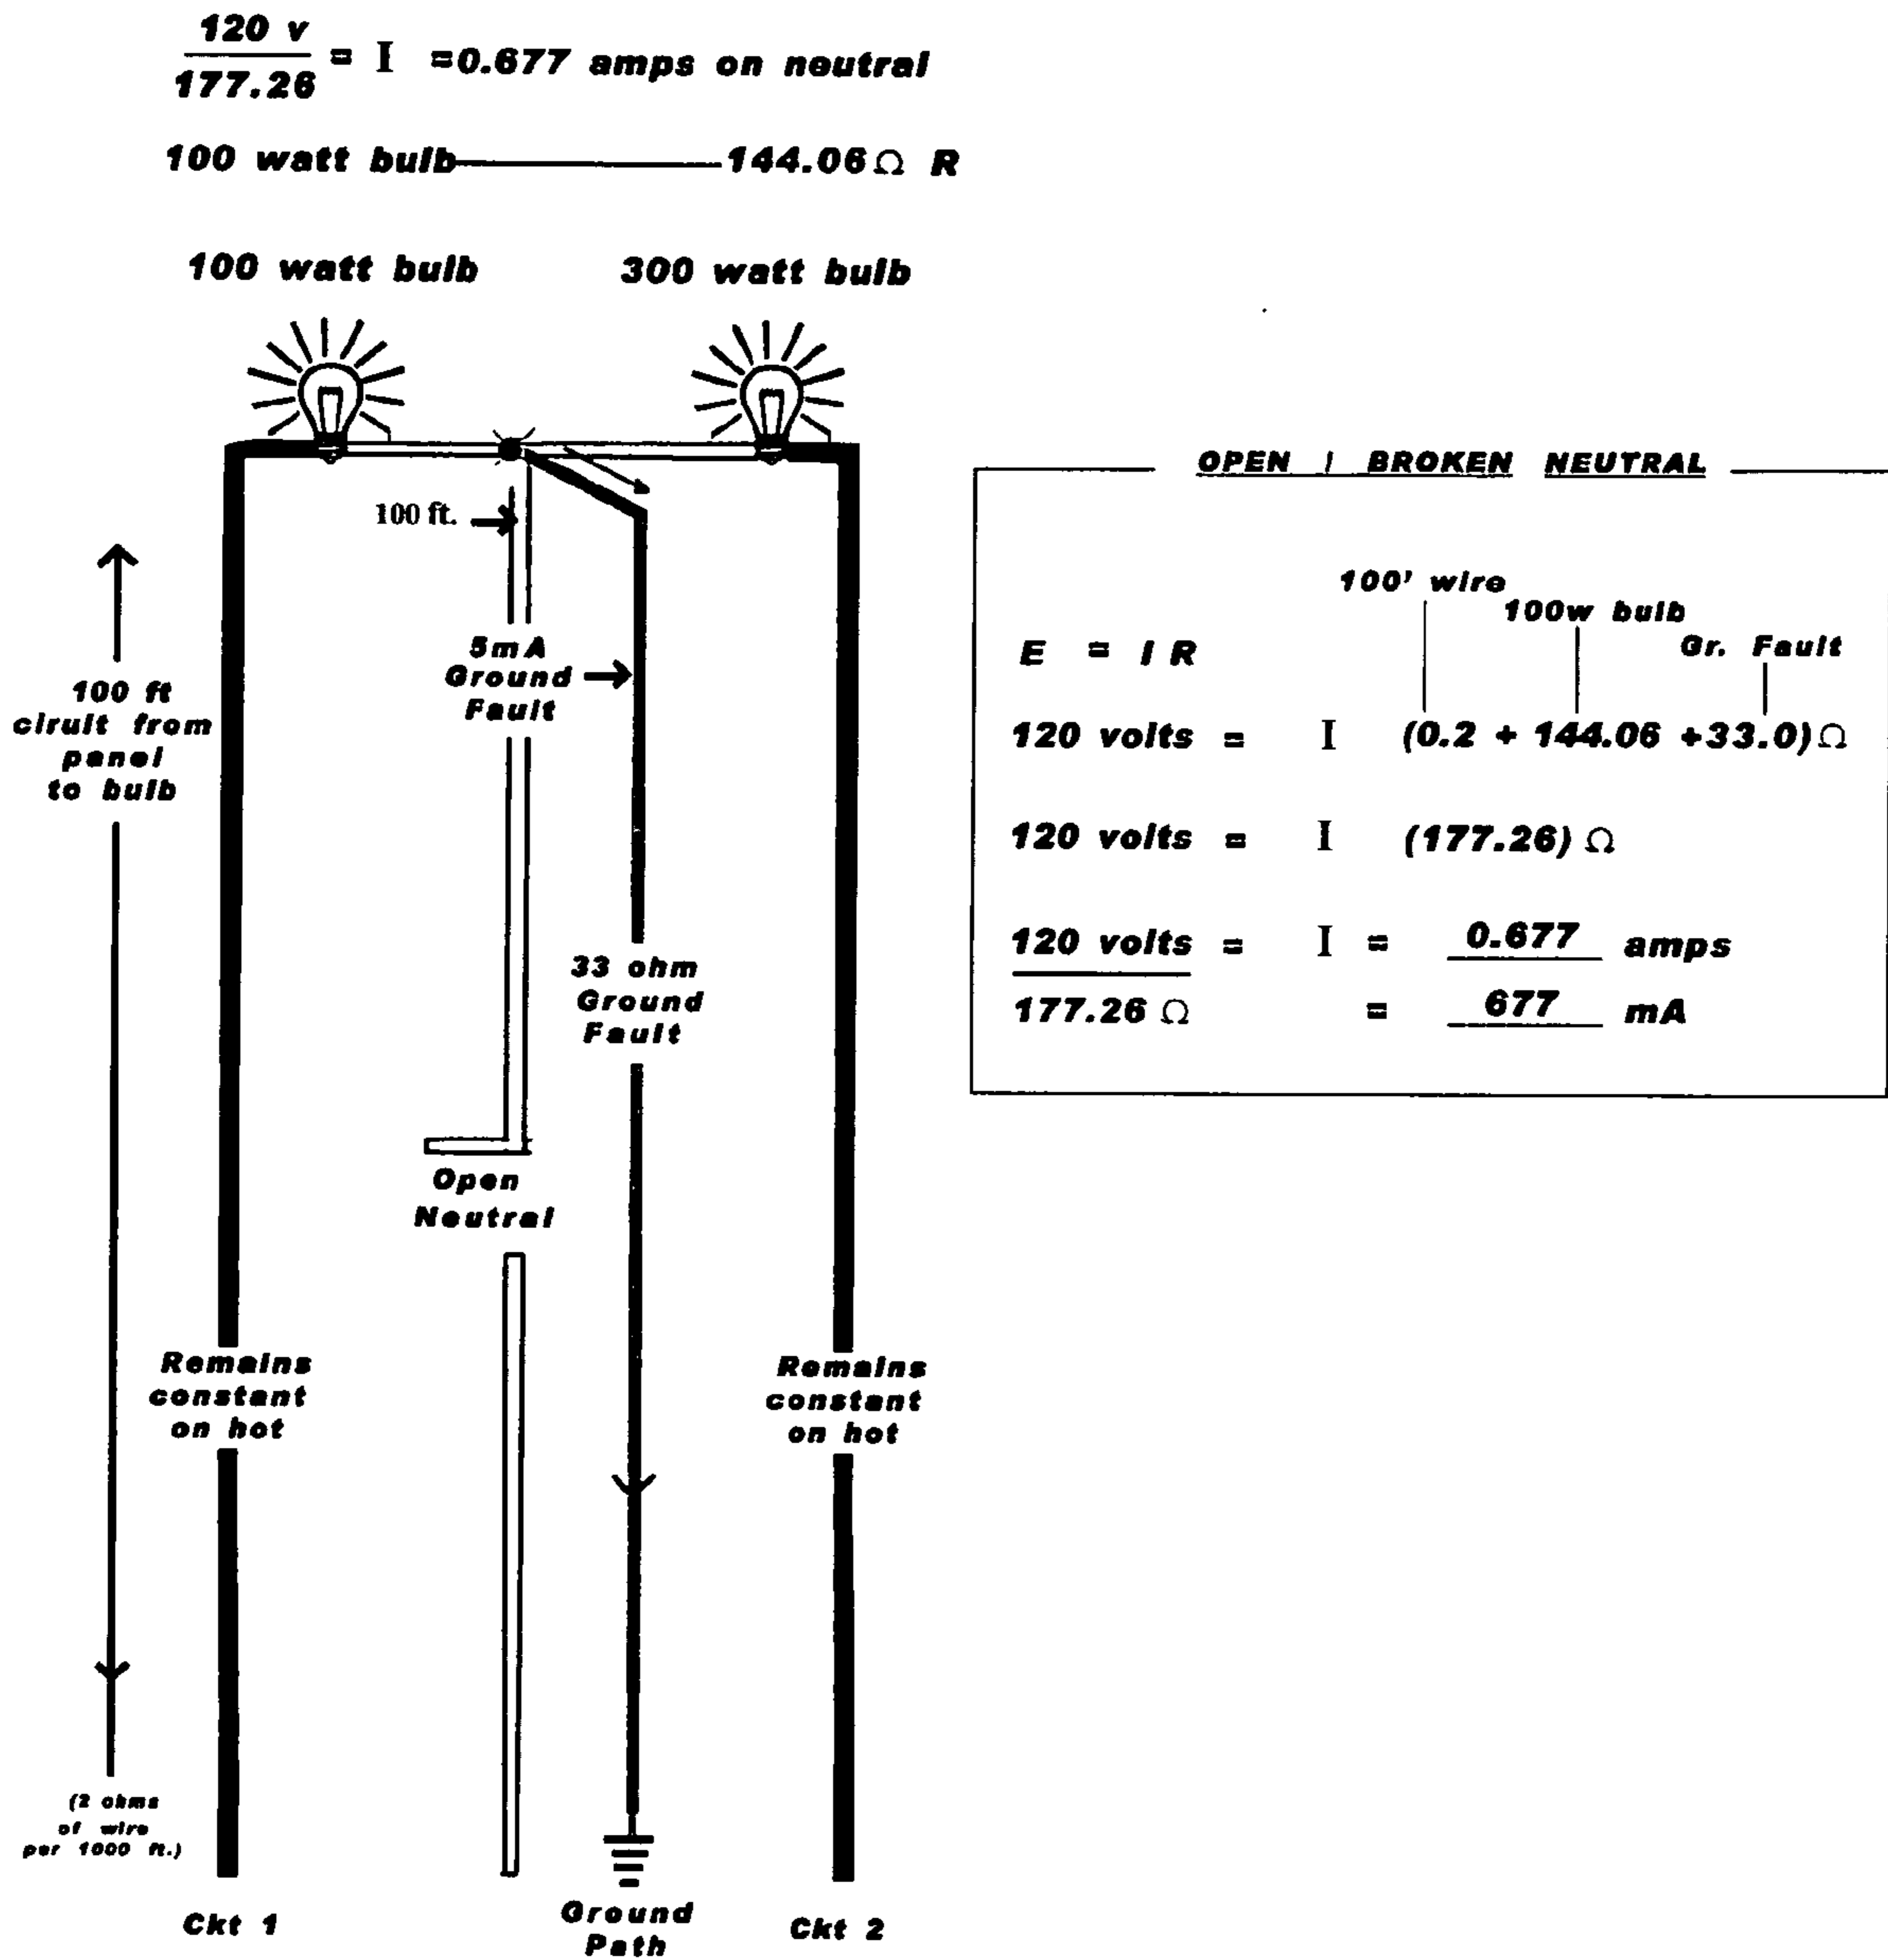 120 v
177.26 = I =0.677 amps on neutral
100 watt bulb 144.06Ω R
100 watt bulb 300 watt bulb
100 ft.
5mA
Ground
Fault
100 ft
ciruit from
panel
to bulb
33 ohm
Ground
Fault
Open
Neutral
Remains
constant
on hot
Remains
constant
on hot
(2 ohms
of wire
per 1000 ft.)
Ckt 1
Ground
Path
Ckt 2
OPEN / BROKEN NEUTRAL
100' wire
100w bulb
Gr. Fault
E = I R
120 volts = I (0.2 + 144.06 +33.0)Ω
120 volts = I (177.26) Ω
120 volts = I = 0.677 amps
177.26 Ω = 677 mA